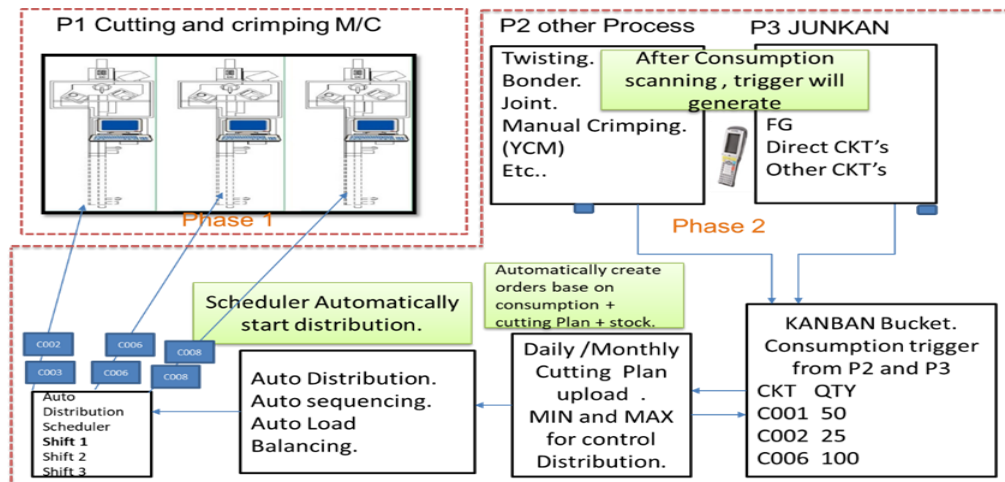 P1 Cutting and crimping M/C
Phase 1
P2 other Process
P3 JUNKAN
Twisting.
Bonder.
Joint.
Manual Crimping.
(YCM)
Etc..
After Consumption
scanning , trigger will
generate
FG
Direct CKT's
Other CKT's
Phase 2
Scheduler Automatically
start distribution.
Automatically create
orders base on
consumption +
cutting Plan + stock.
C002
C003
C006
C006
C008
C008
Auto
Distribution
Scheduler
Shift 1
Shift 2
Shift 3
Auto Distribution.
Auto sequencing.
Auto Load
Balancing.
Daily /Monthly
Cutting Plan
upload .
MIN and MAX
for control
Distribution.
KANBAN Bucket.
Consumption trigger
from P2 and P3
CKT QTY
C001 50
C002 25
C006 100